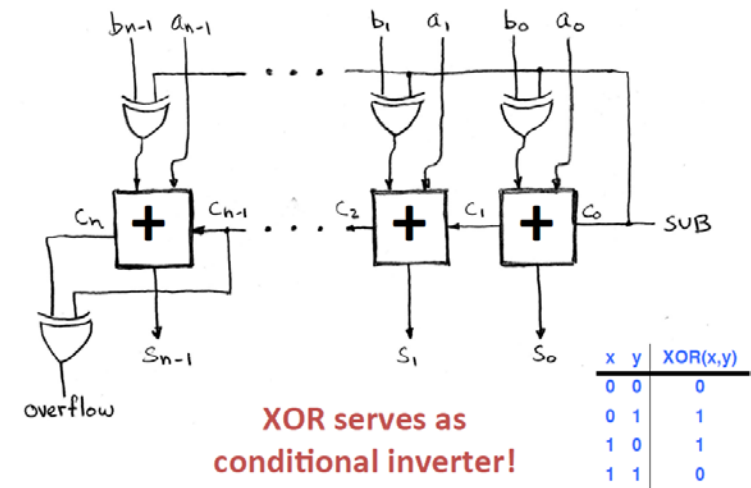 bn-1 an-1 b1 a1 b0 a0
+ + +
Cn Cn-1 C2 C1 C0 SUB
Sn-1 S1 S0
overflow
XOR serves as
conditional inverter!
x y XOR(x,y)
0 0 0
0 1 1
1 0 1
1 1 0